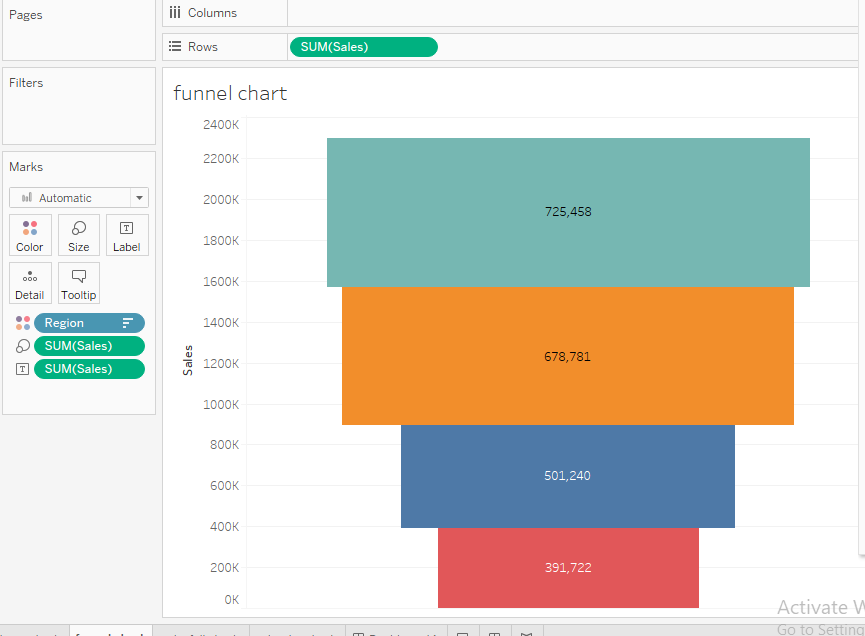 Pages
Columns
Rows
SUM(Sales)
Filters
funnel chart
Marks
Automatic
Color
Size
Label
Detail
Tooltip
Region
SUM(Sales)
SUM(Sales)
Sales
2400K
2200K
2000K
1800K
1600K
1400K
1200K
1000K
800K
600K
400K
200K
0K
725,458
678,781
501,240
391,722
Activate W
Go to Setting